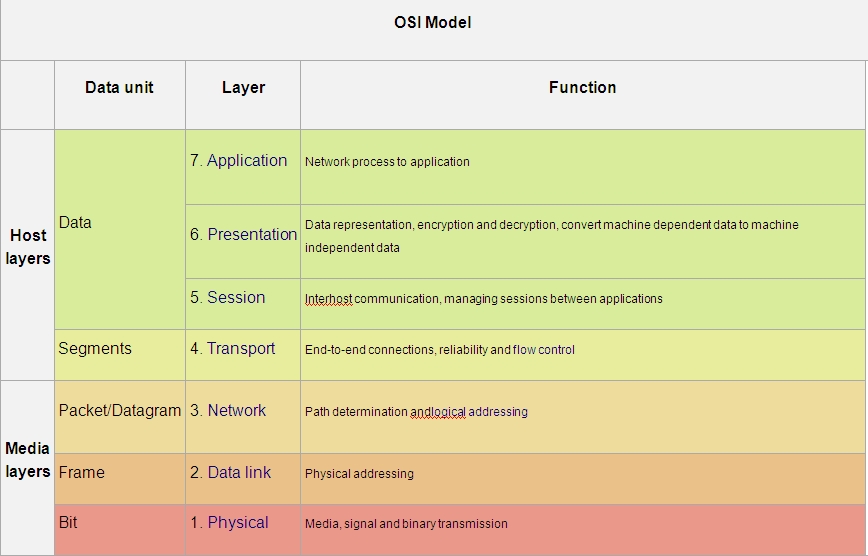 OSI Model
Data unit
Layer
Function
Host
layers
Data
7. Application
Network process to application
6. Presentation
Data representation, encryption and decryption, convert machine dependent data to machine
independent data
5. Session
Interhost communication, managing sessions between applications
Segments
4. Transport
End-to-end connections, reliability and flow control
Media
layers
Packet/Datagram
3. Network
Path determination andlogical addressing
Frame
2. Data link
Physical addressing
Bit
1. Physical
Media, signal and binary transmission